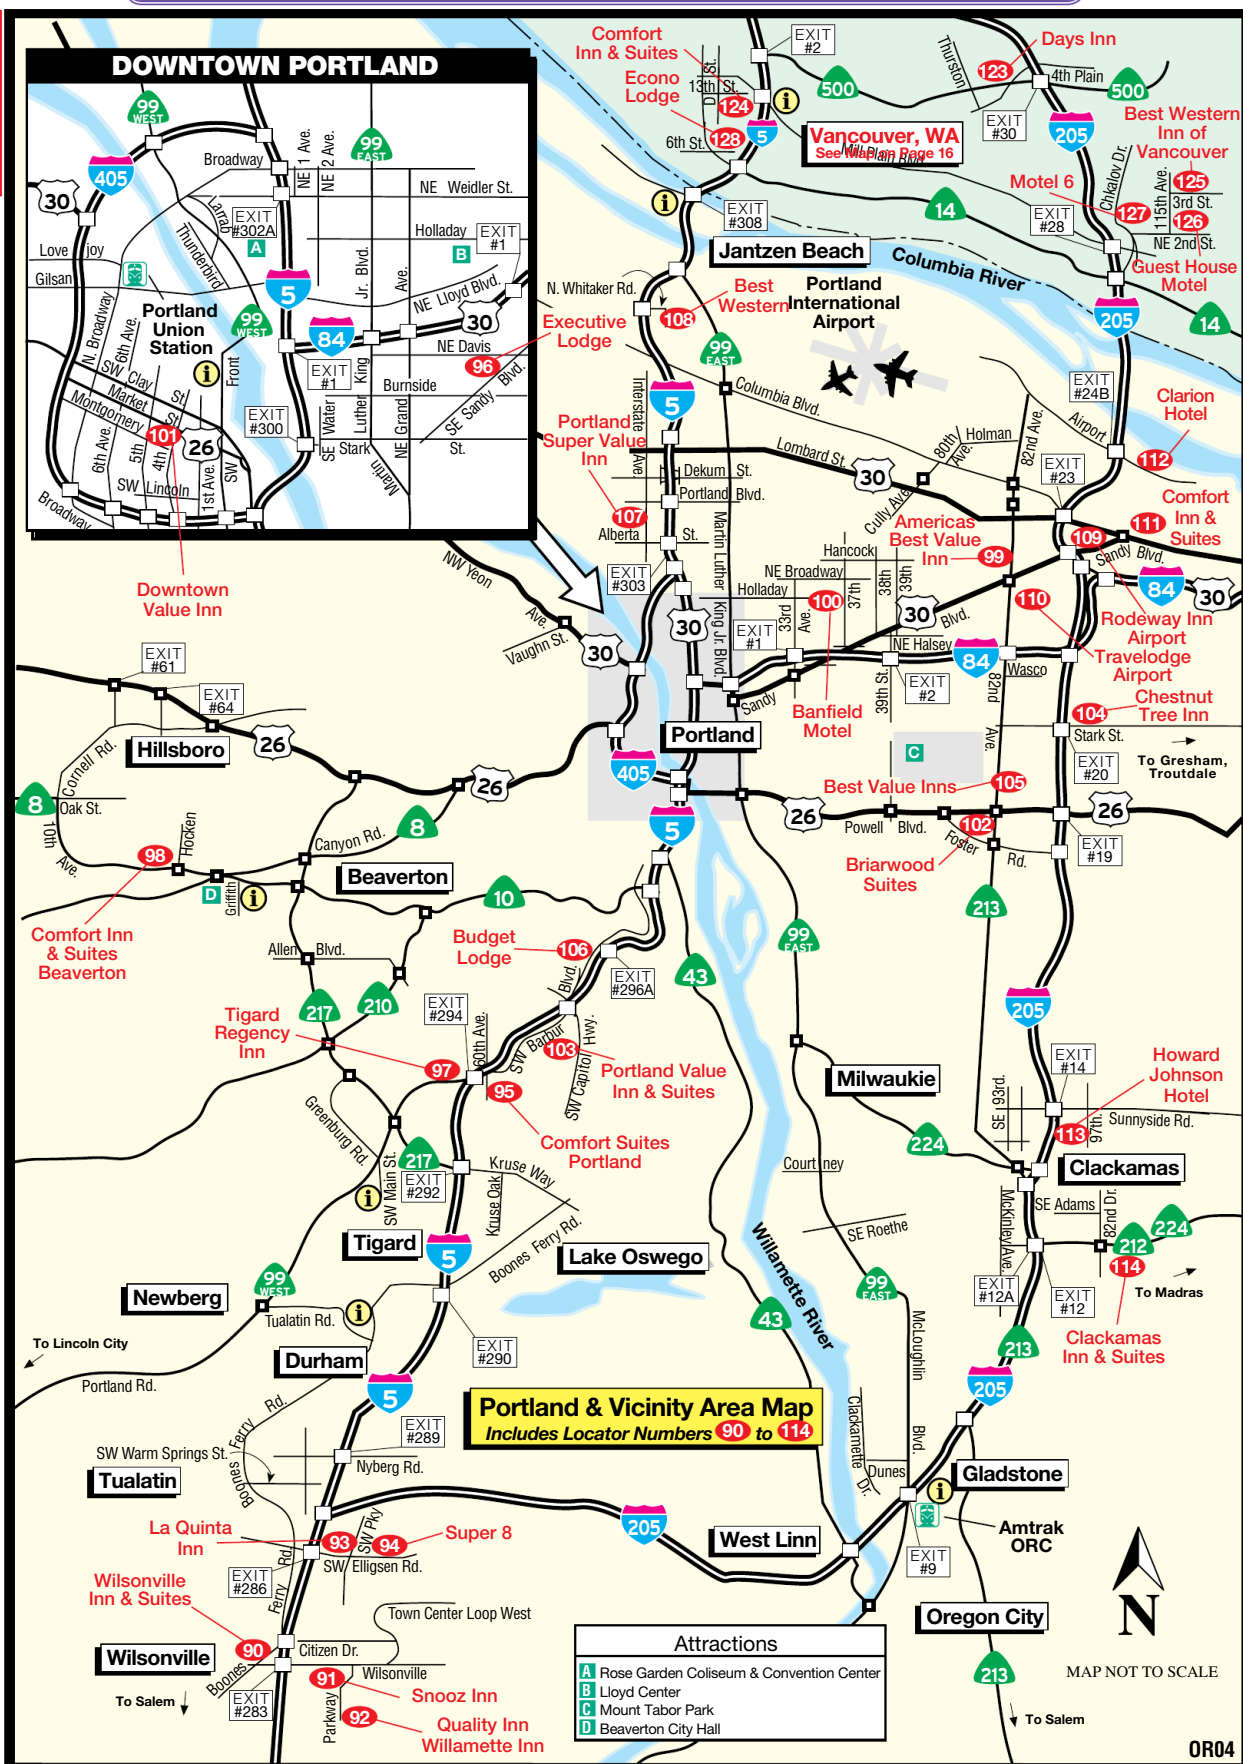 DOWNTOWN PORTLAND
99
WEST
405
30
Broadway
NE 1 Ave.
NE 2 Ave.
99
EAST
Larrab
EXIT
#302A
A
NE Weidler St.
Holladay
EXIT
#1
B
Love joy
Gilsan
Thunderbird
Jr. Blvd.
Ave.
NE Lloyd Blvd.
5
Portland
Union
Station
99
WEST
84
30
N. Broadway
6th Ave.
SW Clay
St.
Market
St.
Montgomery
Front
EXIT
#1
King
NE Davis
96
Burnside
SE Sandy Blvd.
EXIT
#300
101
26
SE Water
Luther
NE Grand
Stark
St.
Martin
6th Ave.
5th
4th
SW Lincoln
1st Ave.
SW
Broadway
Downtown
Value Inn
Comfort
Inn & Suites
Econo
Lodge
13th St.
D St.
124
128
6th St.
EXIT
#2
5
500
Vancouver, WA
See Map on Page 16
Mill Plain Blvd.
Thurston
123
Days Inn
4th Plain
500
EXIT
#30
205
Best Western
Inn of
Vancouver
125
3rd St.
126
NE 2nd St.
Chkalov Dr.
115th Ave.
Motel 6
127
EXIT
#28
Guest House
Motel
14
205
14
EXIT
#308
Jantzen Beach
Columbia River
N. Whitaker Rd.
Best
Western
108
Portland
International
Airport
Executive
Lodge
99
EAST
Columbia Blvd.
5
Interstate
Ave.
Portland
Super Value
Inn
107
Lombard St.
30
Dekum St.
Portland Blvd.
Alberta St.
EXIT
#303
Martin Luther
King Jr. Blvd.
80th
Ave.
Holman
82nd Ave.
Airport
EXIT
#24B
Clarion
Hotel
112
EXIT
#23
Cully Ave.
Americas
Best Value
Inn
99
Comfort
Inn &
Suites
111
109
Sandy Blvd.
84
30
Rodeway Inn
Airport
110
Travelodge
Airport
Hancock
NE Broadway
Holladay
33rd
Ave.
100
37th
38th
39th
30
Blvd.
EXIT
#1
NE Halsey
84
Wasco
EXIT
#2
39th St.
82nd
Ave.
Sandy
Banfield
Motel
NW Yeon
Ave.
Vaughn St.
30
30
Portland
405
5
C
104
Chestnut
Tree Inn
Stark St.
EXIT
#20
To Gresham,
Troutdale
Best Value Inns
105
26
Powell Blvd.
102
Foster
Rd.
26
EXIT
#19
Briarwood
Suites
213
EXIT
#61
EXIT
#64
Hillsboro
26
Cornell Rd.
8
Oak St.
10th
Ave.
98
Hocken
Canyon Rd.
8
26
D
Griffith
Beaverton
10
Comfort Inn
& Suites
Beaverton
Allen Blvd.
217
210
Budget
Lodge
106
EXIT
#296A
43
99
EAST
Tigard
Regency
Inn
EXIT
#294
97
60th Ave.
SW Barbur
Blvd.
103
SW Capitol
Hwy.
Portland Value
Inn & Suites
95
Comfort Suites
Portland
205
EXIT
#14
Howard
Johnson
Hotel
SE 93rd.
113
97th.
Sunnyside Rd.
Milwaukie
224
Clackamas
Courtney
SE Roethe
McKinley Ave.
SE Adams
82nd Dr.
212
224
114
To Madras
EXIT
#12A
EXIT
#12
Clackamas
Inn & Suites
Greenburg Rd.
SW Main St.
217
EXIT
#292
Kruse Way
Kruse Oak
Boones Ferry Rd.
Tigard
5
Lake Oswego
Willamette River
99
EAST
43
McLoughlin
Blvd.
213
205
Newberg
99
WEST
Tualatin Rd.
To Lincoln City
Portland Rd.
Durham
EXIT
#290
5
Portland & Vicinity Area Map
Includes Locator Numbers 90 to 114
Clackamette
Dr.
Dunes
Gladstone
Amtrak
ORC
EXIT
#9
Boones Ferry Rd.
EXIT
#289
Nyberg Rd.
SW Warm Springs St.
Tualatin
205
West Linn
La Quinta
Inn
93
SW Pky
94
Super 8
SW Elligsen Rd.
EXIT
#286
Wilsonville
Inn & Suites
Ferry Rd.
Town Center Loop West
90
Citizen Dr.
Wilsonville
Boones
Wilsonville
91
Snooz Inn
To Salem
EXIT
#283
Parkway
92
Quality Inn
Willamette Inn
Attractions
A Rose Garden Coliseum & Convention Center
B Lloyd Center
C Mount Tabor Park
D Beaverton City Hall
Oregon City
213
To Salem
N
MAP NOT TO SCALE
OR04